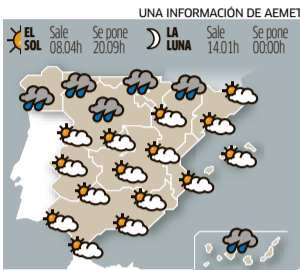 UNA INFORMACIÓN DE AEMET
EL SOL Sale 08.04h Se pone 20.09h
LA LUNA Sale 14.01h Se pone 00:00h